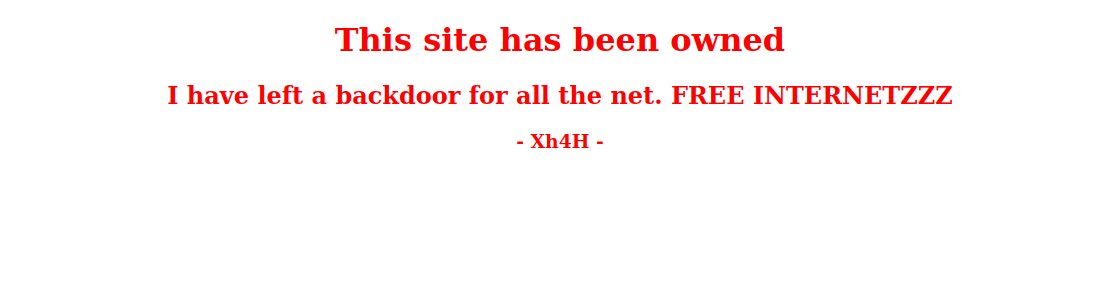 This site has been owned
I have left a backdoor for all the net. FREE INTERNETZZZ
- Xh4H -